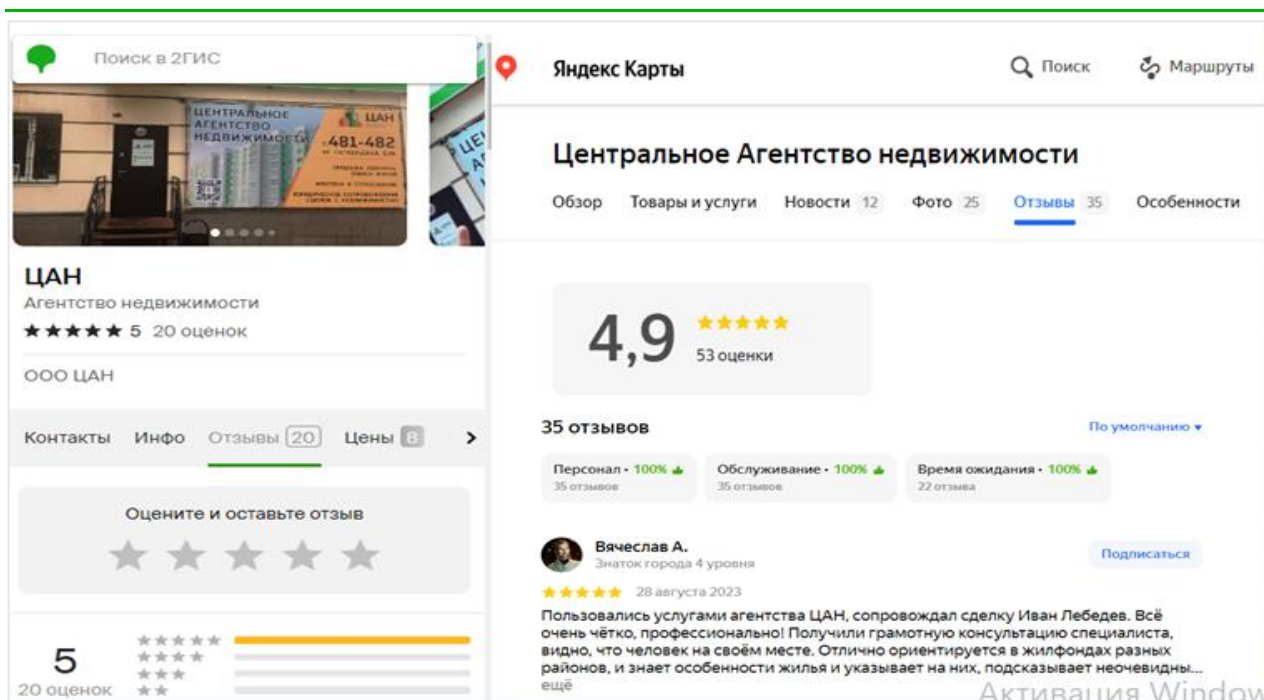 Поиск в 2ГИС
ЦЕНТРАЛЬНОЕ
АГЕНТСТВО
НЕДВИЖИМОСТИ
ЦАН
481-482
ЦАН
Агентство недвижимости
5 20 оценок
ООО ЦАН
Контакты Инфо Отзывы 20 Цены 8
Оцените и оставьте отзыв
5
20 оценок
Яндекс Карты
Поиск Маршруты
Центральное Агентство недвижимости
Обзор Товары и услуги Новости 12 Фото 25 Отзывы 35 Особенности
4,9
53 оценки
35 отзывов
По умолчанию
Персонал • 100%
35 отзывов
Обслуживание • 100%
35 отзывов
Время ожидания • 100%
22 отзыва
Вячеслав А.
Знаток города 4 уровня
Подписаться
28 августа 2023
Пользовались услугами агентства ЦАН, сопровождал сделку Иван Лебедев. Всё
очень чётко, профессионально! Получили грамотную консультацию специалиста,
видно, что человек на своём месте. Отлично ориентируется в жилфондах разных
районов, и знает особенности жилья и указывает на них, подсказывает неочевидны...
ещё
Активация Window